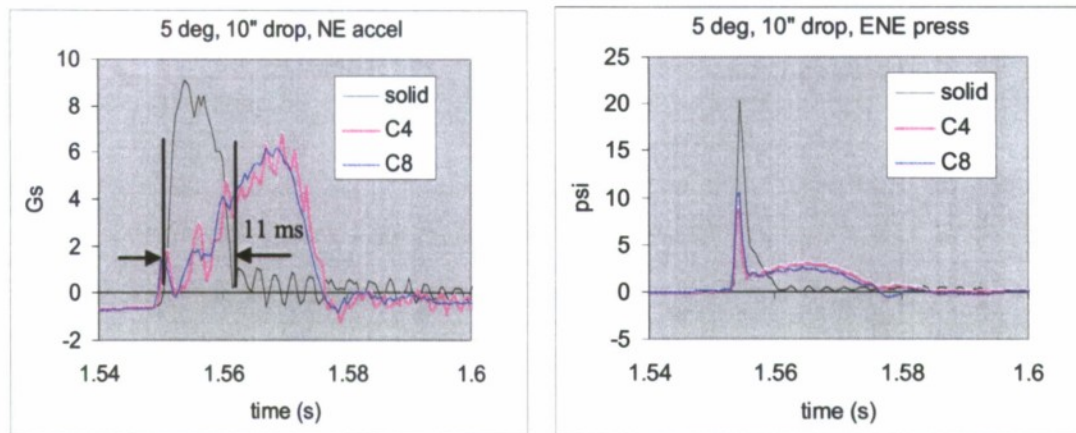 5 deg, 10" drop, NE accel
10
8
6
4
2
0
-2
Gs
solid
C4
C8
11 ms
1.54
1.56
1.58
1.6
time (s)
5 deg, 10" drop, ENE press
25
20
15
10
5
0
-5
psi
solid
C4
C8
1.54
1.56
1.58
1.6
time (s)